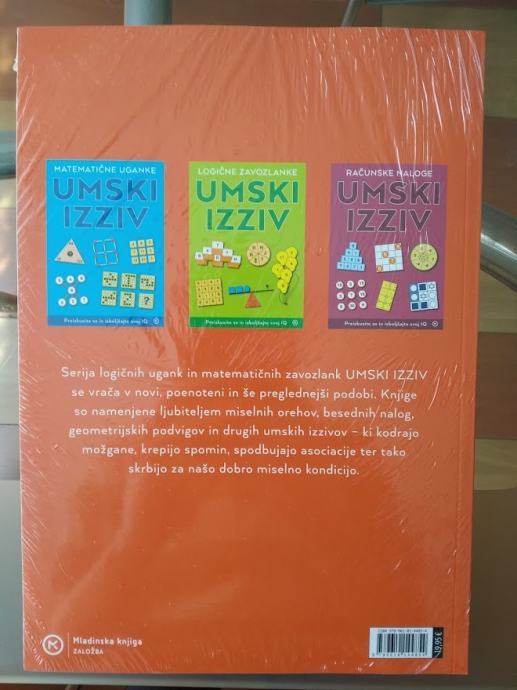 MATEMATIČNE UGANKE
UMSKI
IZZIV
Preizkusite se in izboljšajte svoj IQ
LOGIČNE ZAVOZLANKE
UMSKI
IZZIV
Preizkusite se in izboljšajte svoj IQ
RAČUNSKE NALOGE
UMSKI
IZZIV
Preizkusite se in izboljšajte svoj IQ
Serija logičnih ugank in matematičnih zavozlank UMSKI IZZIV
se vrača v novi, poenoteni in še preglednejši podobi. Knjige
so namenjene ljubiteljem miselnih orehov, besednih nalog,
geometrijskih podvigov in drugih umskih izzivov – ki kodrajo
možgane, krepijo spomin, spodbujajo asociacije ter tako
skrbijo za našo dobro miselno kondicijo.
Mladinska knjiga
ZALOŽBA
19,95 €